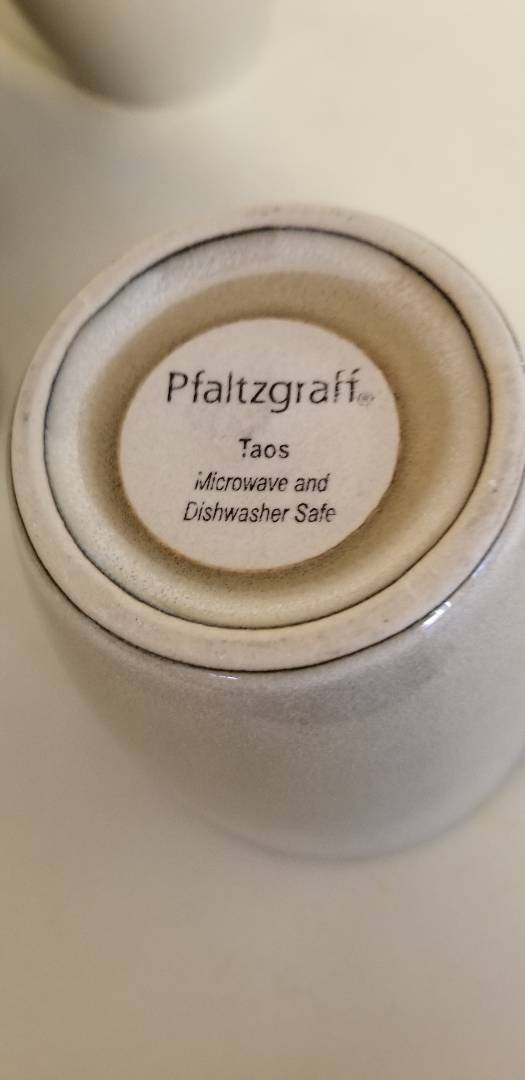 Pfaltzgraff®
Taos
Microwave and
Dishwasher Safe